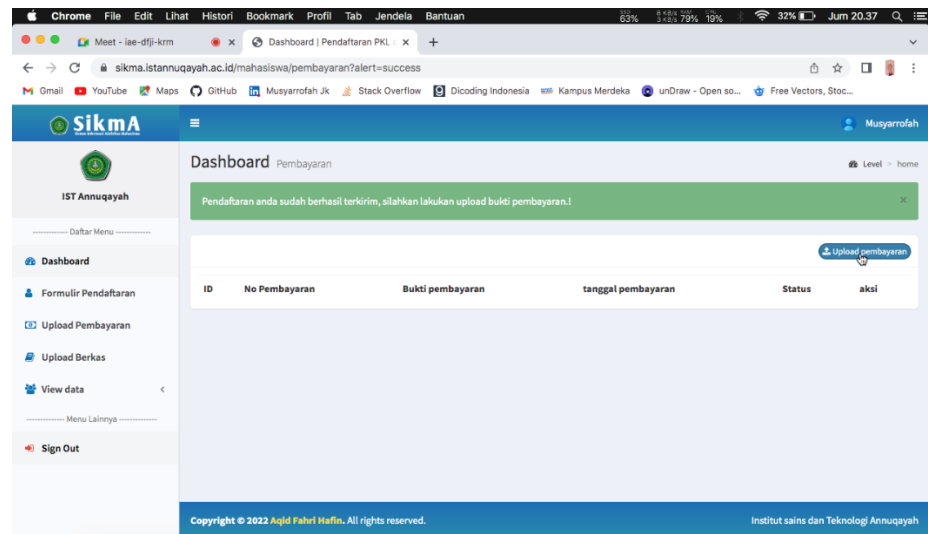 Chrome File Edit Lihat Histori Bookmark Profil Tab Jendela Bantuan 63% 79% 19% 32% Jum 20.37
Meet - iae-dfji-krm Dashboard | Pendaftaran PKL
sikma.istannuqayah.ac.id/mahasiswa/pembayaran?alert=success
Gmail YouTube Maps GitHub Musyarrofah Jk Stack Overflow Dicoding Indonesia Kampus Merdeka unDraw - Open so... Free Vectors, Stoc...
SikmA
Musyarrofah
Dashboard Pembayaran
Level > home
IST Annuqayah
Pendaftaran anda sudah berhasil terkirim, silahkan lakukan upload bukti pembayaran.!
Daftar Menu
Dashboard
Formulir Pendaftaran
Upload Pembayaran
Upload Berkas
View data
Menu Lainnya
Sign Out
Upload pembayaran
ID No Pembayaran Bukti pembayaran tanggal pembayaran Status aksi
Copyright © 2022 Aqid Fahri Hafin. All rights reserved.
Institut sains dan Teknologi Annuqayah